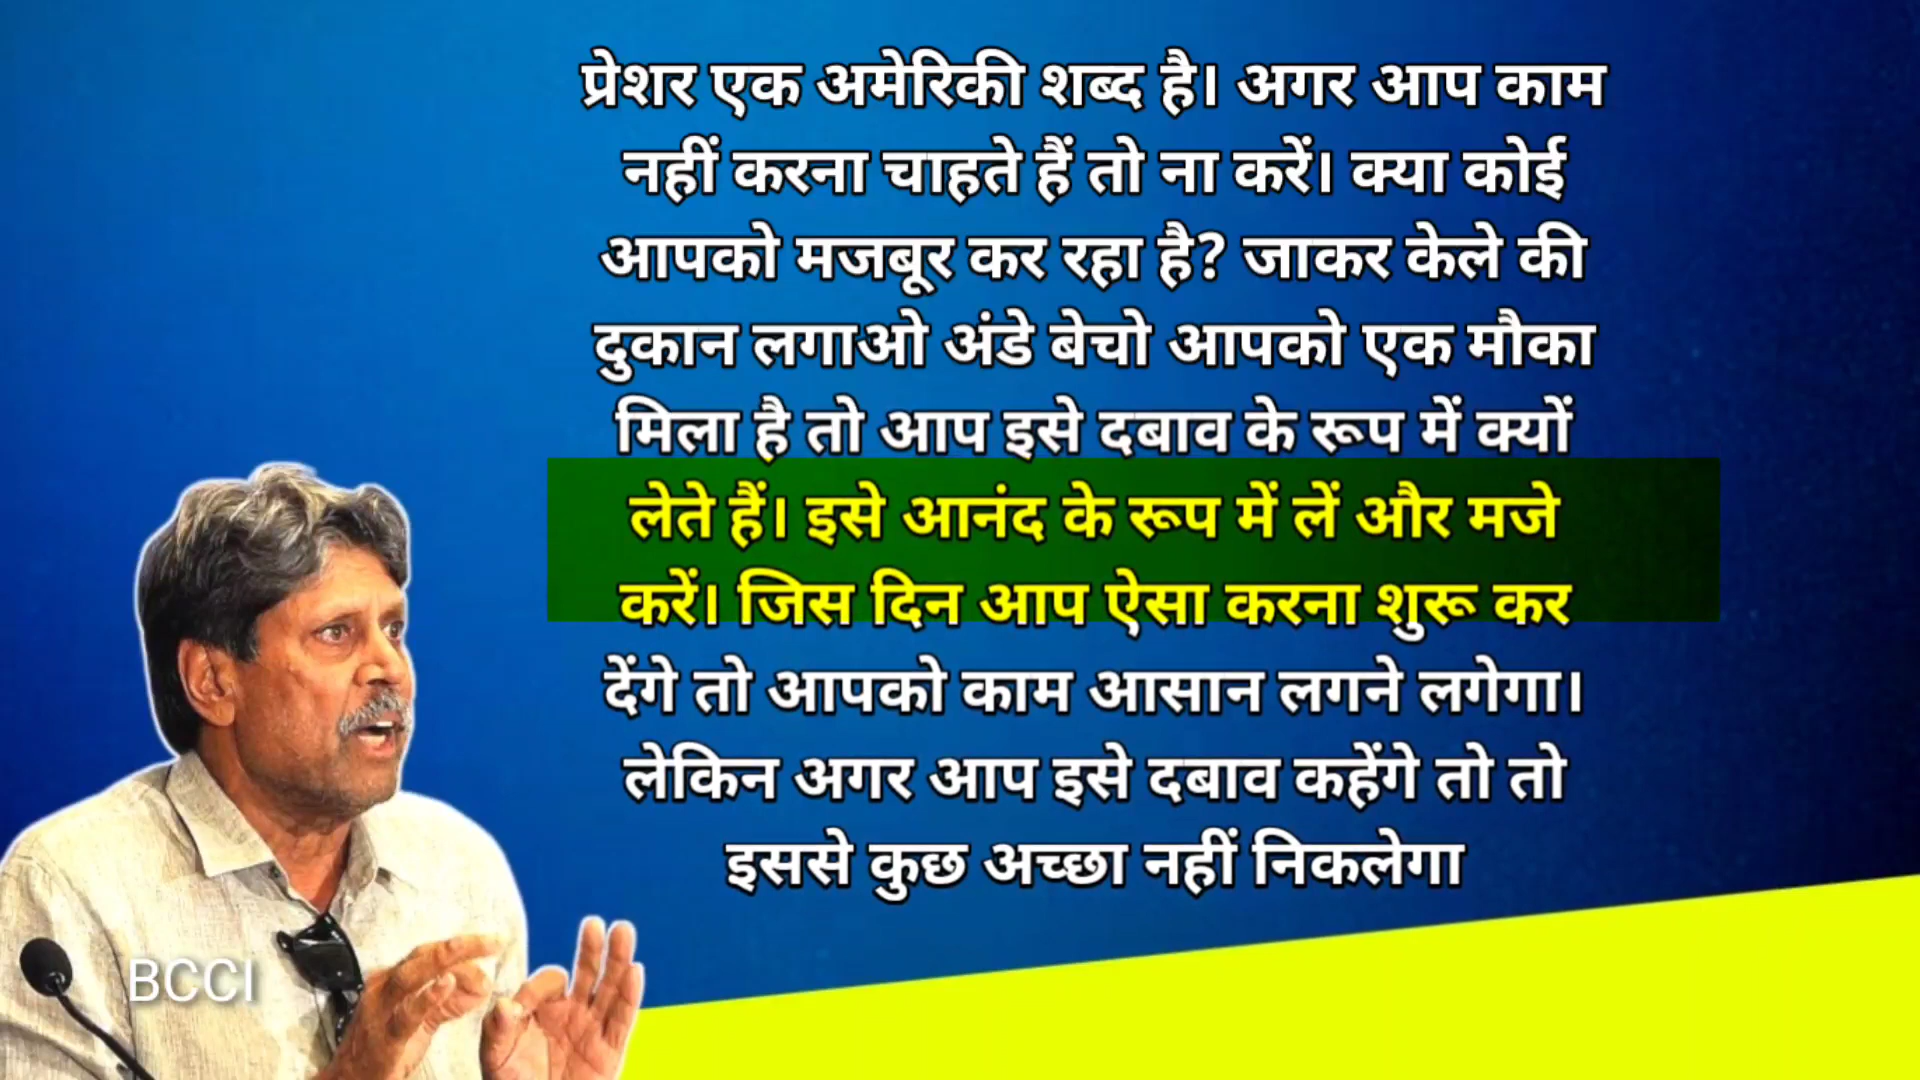 प्रेशर एक अमेरिकी शब्द है। अगर आप काम
नहीं करना चाहते हैं तो ना करें। क्या कोई
आपको मजबूर कर रहा है? जाकर केले की
दुकान लगाओ अंडे बेचो आपको एक मौका
मिला है तो आप इसे दबाव के रूप में क्यों
लेते हैं। इसे आनंद के रूप में लें और मजे
करें। जिस दिन आप ऐसा करना शुरू कर
देंगे तो आपको काम आसान लगने लगेगा।
लेकिन अगर आप इसे दबाव कहेंगे तो तो
इससे कुछ अच्छा नहीं निकलेगा
BCCI